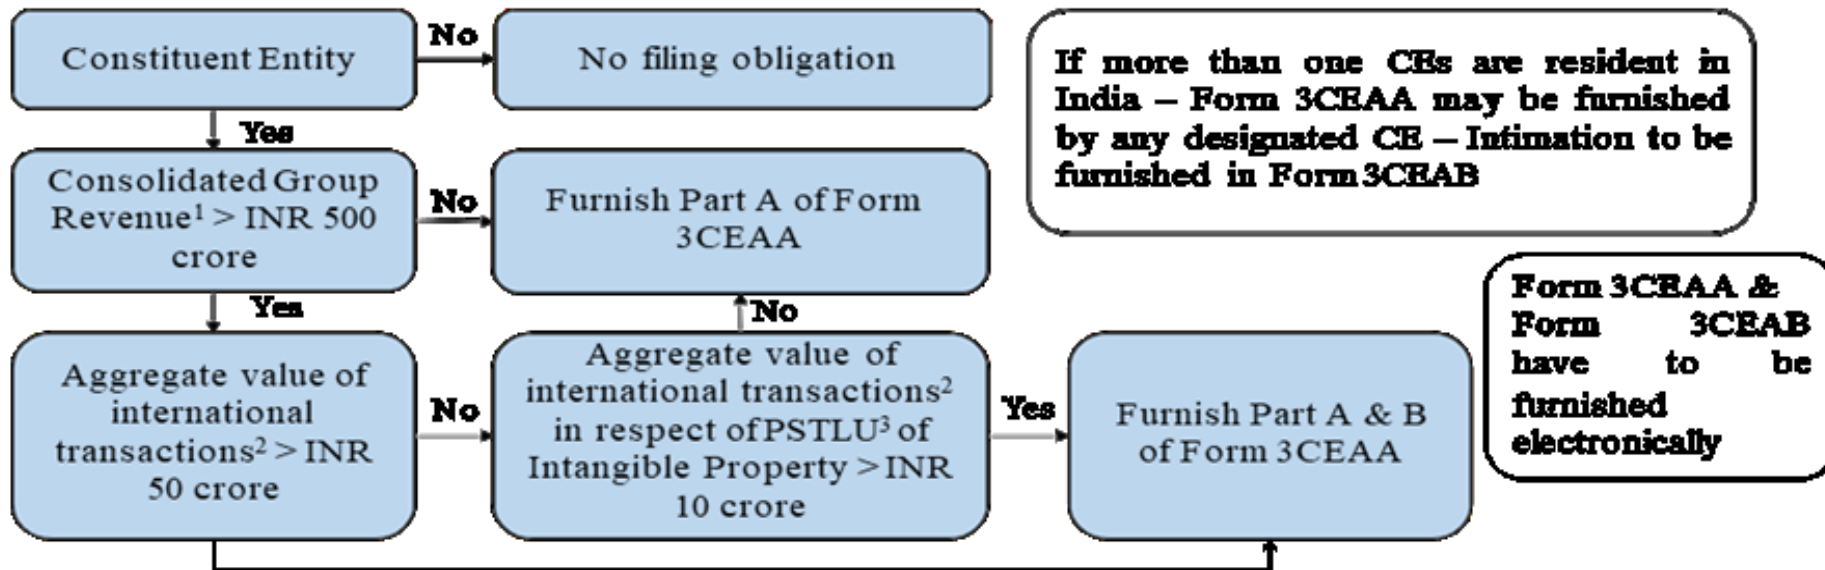 Constituent Entity
No
No filing obligation
If more than one CEs are resident in
India – Form 3CEAA may be furnished
by any designated CE – Intimation to be
furnished in Form 3CEAB
Yes
Consolidated Group
Revenue¹ > INR 500
crore
No
Furnish Part A of Form
3CEAA
Form 3CEAA &
Form 3CEAB
have to be
furnished
electronically
Yes
No
Aggregate value of
international
transactions² > INR
50 crore
No
Aggregate value of
international transactions²
in respect of PSTLU³ of
Intangible Property > INR
10 crore
Yes
Furnish Part A & B
of Form 3CEAA